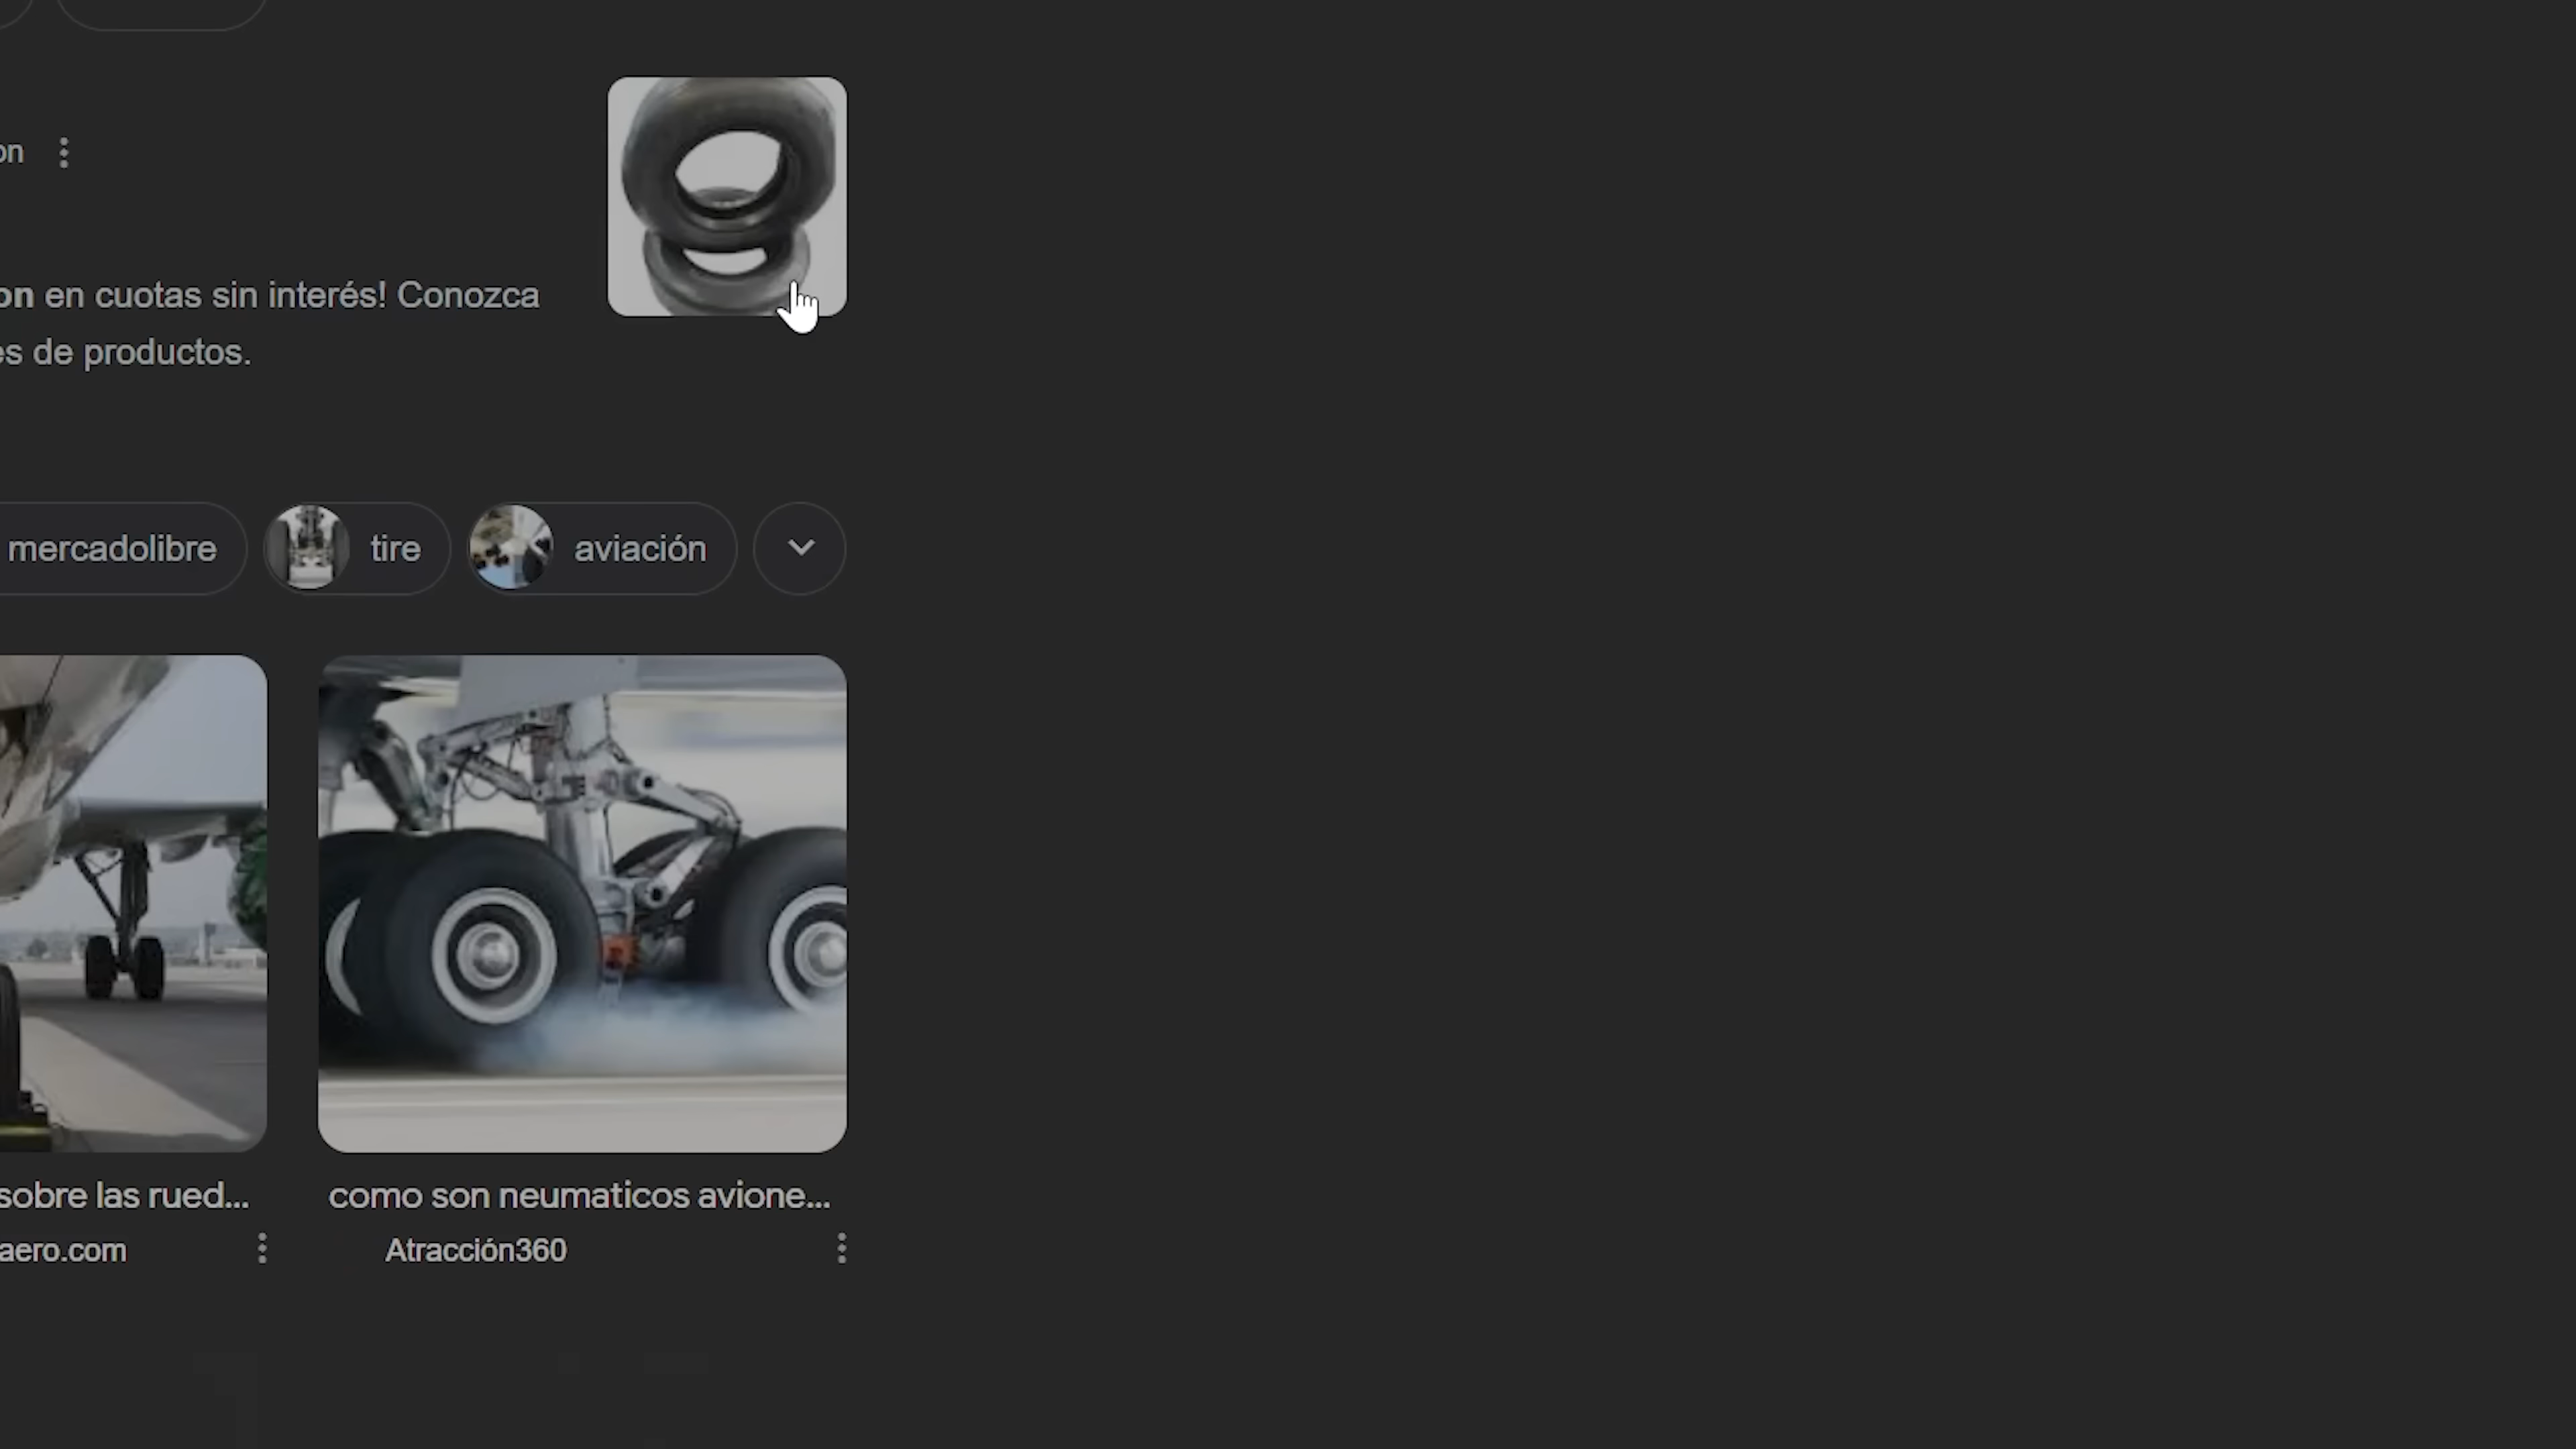 on
on en cuotas sin interés! Conozca
es de productos.
mercadolibre
tire
aviación
sobre las rued...
como son neumaticos avione...
aero.com
Atracción360